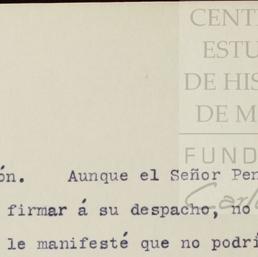 CENT
ESTU
DE HIS
DE M
FUND
Carl
ón. Aunque el Señor Pen
firmar á su despacho, no
le manifesté que no podrí